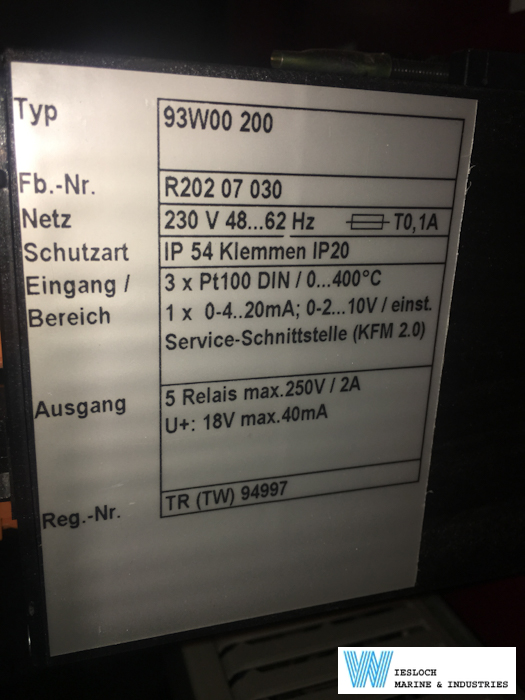 Typ 93W00 200
Fb.-Nr. R202 07 030
Netz 230 V 48...62 Hz T0,1A
Schutzart IP 54 Klemmen IP20
Eingang / 3 x Pt100 DIN / 0...400°C
Bereich 1 x 0-4..20mA; 0-2...10V / einst.
Service-Schnittstelle (KFM 2.0)
Ausgang 5 Relais max.250V / 2A
U+: 18V max.40mA
Reg.-Nr. TR (TW) 94997
W IESLOCH
MARINE & INDUSTRIES